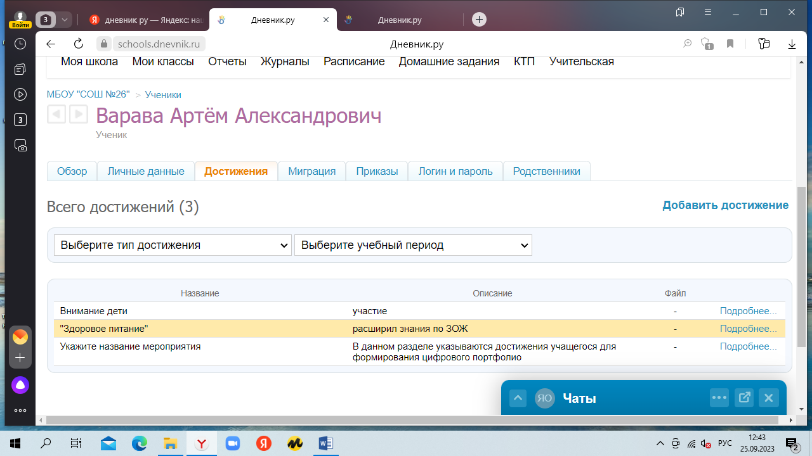 Войти
3
дневник ру — Яндекс на
Дневник.ру
Дневник.ру
schools.dnevnik.ru
Дневник.ру
1
Моя школа Мои классы Отчеты Журналы Расписание Домашние задания КТП Учительская
МБОУ "СОШ №26" > Ученики
Варава Артём Александрович
Ученик
Обзор Личные данные Достижения Миграция Приказы Логин и пароль Родственники
Всего достижений (3)
Добавить достижение
Выберите тип достижения
Выберите учебный период
Название Описание Файл
Внимание дети участие - Подробнее...
"Здоровое питание" расширил знания по ЗОЖ - Подробнее...
Укажите название мероприятия В данном разделе указываются достижения учащегося для - Подробнее...
формирования цифрового портфолио
3
ЯО Чаты
РУС
12:43
25.09.2023
2